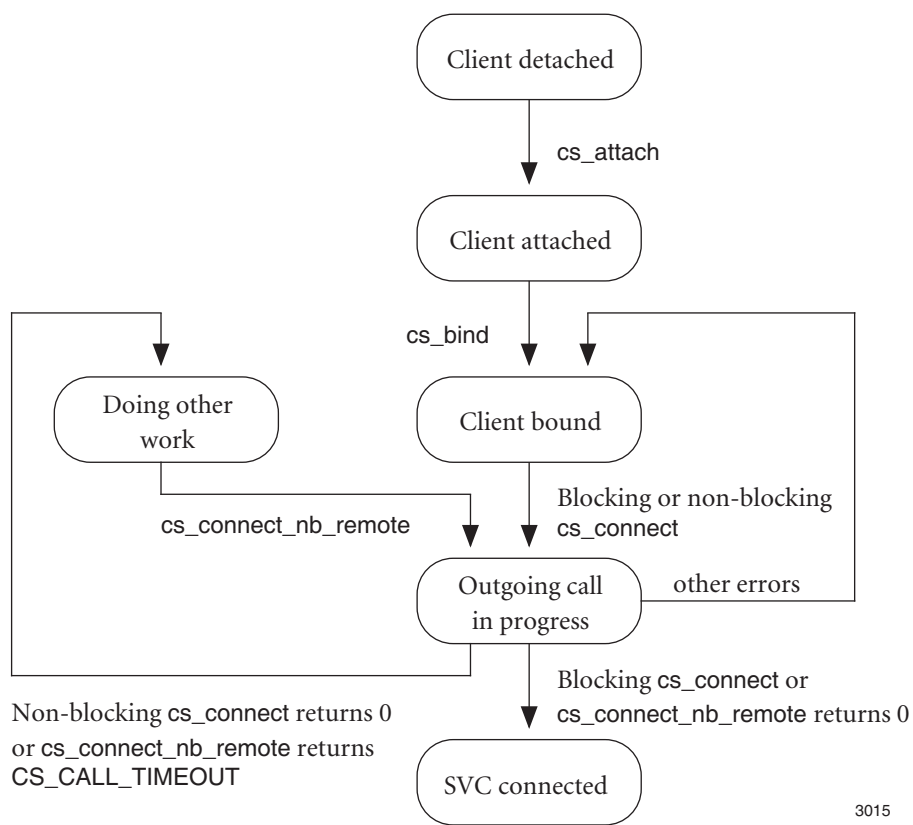 Client detached
cs_attach
Client attached
cs_bind
Doing other
work
Client bound
cs_connect_nb_remote
Blocking or non-blocking
cs_connect
Outgoing call
in progress
other errors
Non-blocking cs_connect returns 0
or cs_connect_nb_remote returns
CS_CALL_TIMEOUT
Blocking cs_connect or
cs_connect_nb_remote returns 0
SVC connected
3015